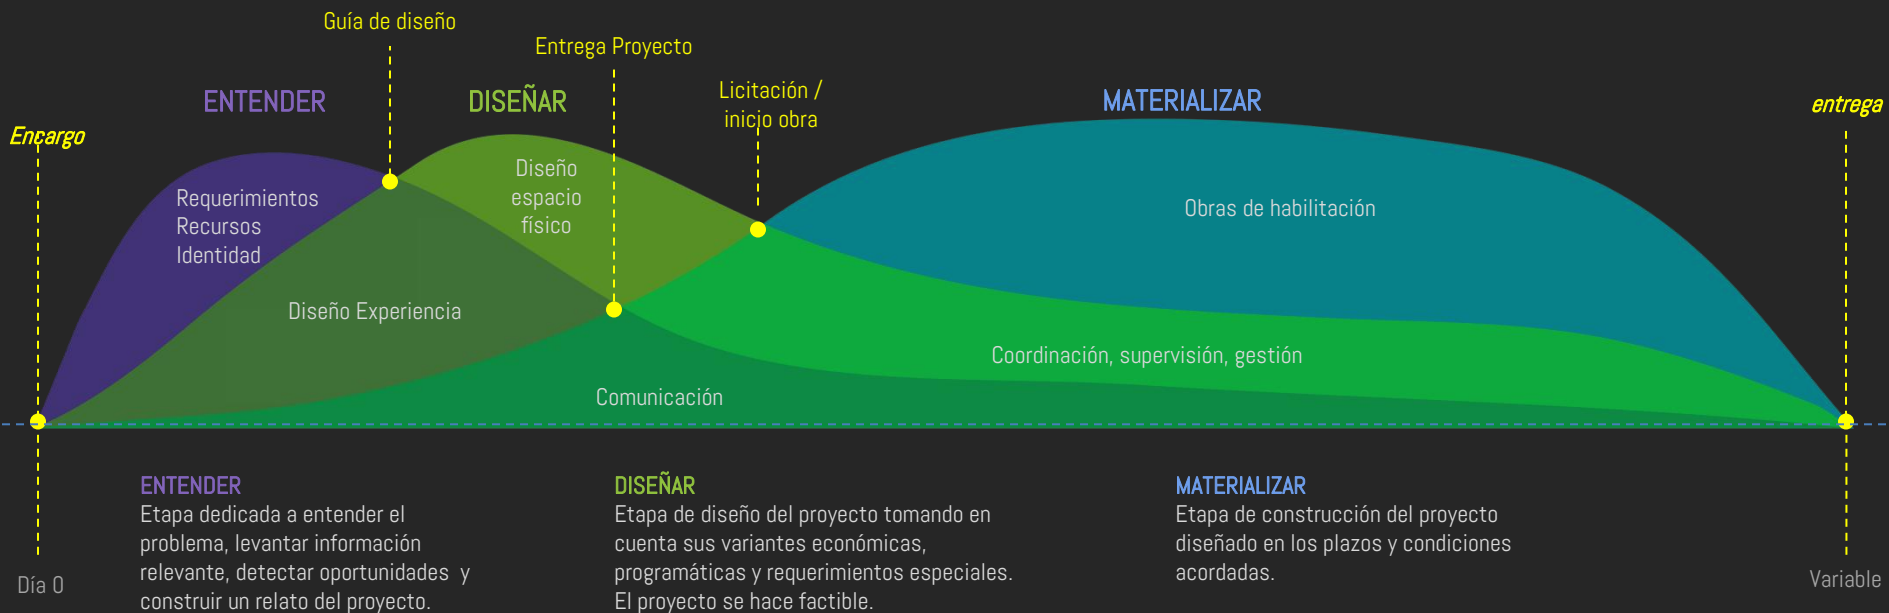 Guía de diseño
Entrega Proyecto
Licitación /
inicio obra
ENTENDER
DISEÑAR
MATERIALIZAR
Encargo
entrega
Requerimientos
Recursos
Identidad
Diseño
espacio
físico
Obras de habilitación
Diseño Experiencia
Coordinación, supervisión, gestión
Comunicación
ENTENDER
Etapa dedicada a entender el
problema, levantar información
relevante, detectar oportunidades y
construir un relato del proyecto.
DISEÑAR
Etapa de diseño del proyecto tomando en
cuenta sus variantes económicas,
programáticas y requerimientos especiales.
El proyecto se hace factible.
MATERIALIZAR
Etapa de construcción del proyecto
diseñado en los plazos y condiciones
acordadas.
Día 0
Variable